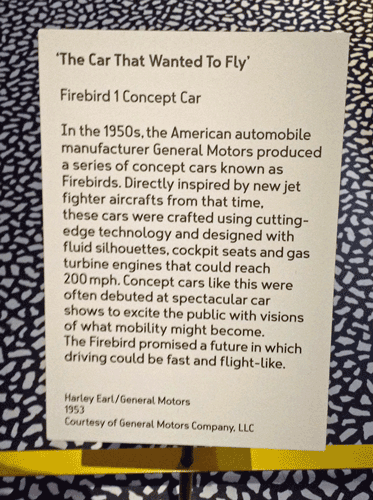 'The Car That Wanted To Fly'
Firebird 1 Concept Car
In the 1950s, the American automobile
manufacturer General Motors produced
a series of concept cars known as
Firebirds. Directly inspired by new jet
fighter aircrafts from that time,
these cars were crafted using cutting-
edge technology and designed with
fluid silhouettes, cockpit seats and gas
turbine engines that could reach
200 mph. Concept cars like this were
often debuted at spectacular car
shows to excite the public with visions
of what mobility might become.
The Firebird promised a future in which
driving could be fast and flight-like.
Harley Earl/General Motors
1953
Courtesy of General Motors Company, LLC